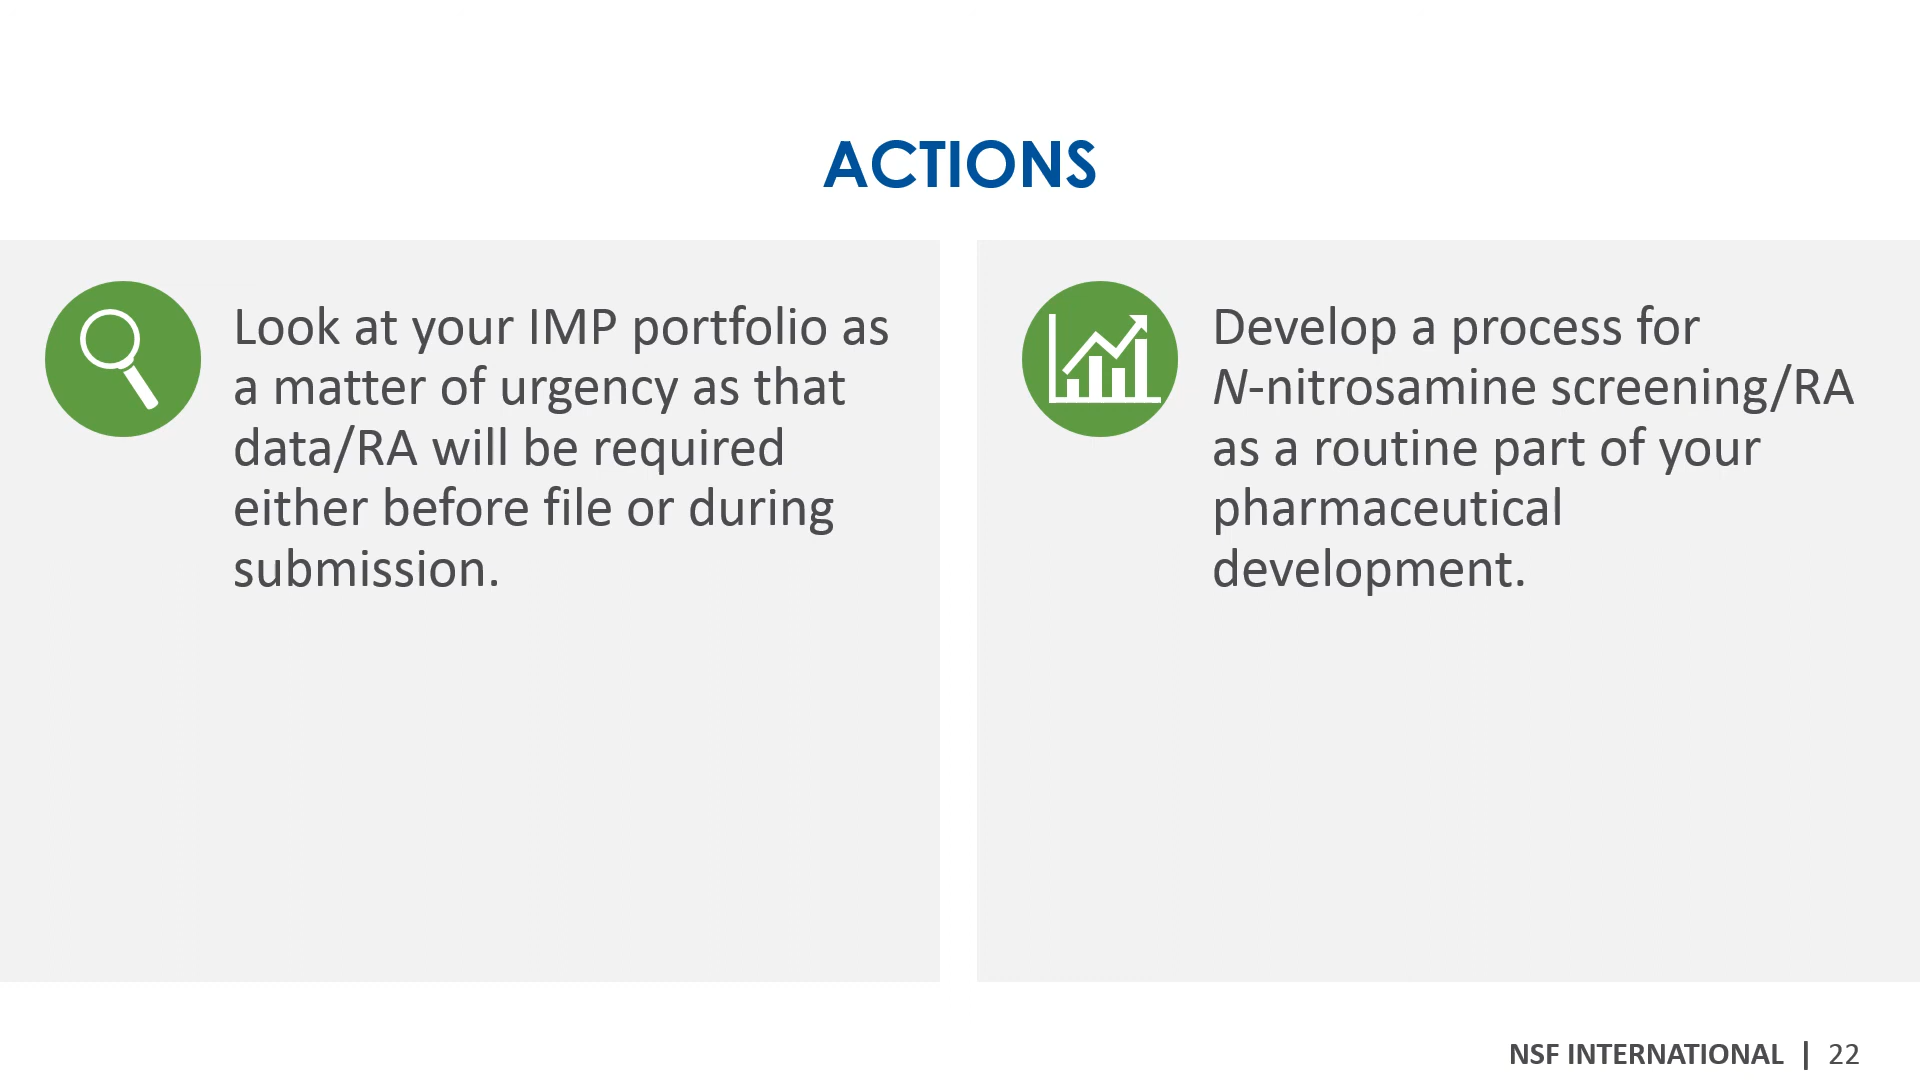 ACTIONS
Look at your IMP portfolio as
a matter of urgency as that
data/RA will be required
either before file or during
submission.
Develop a process for
N-nitrosamine screening/RA
as a routine part of your
pharmaceutical
development.
NSF INTERNATIONAL | 22